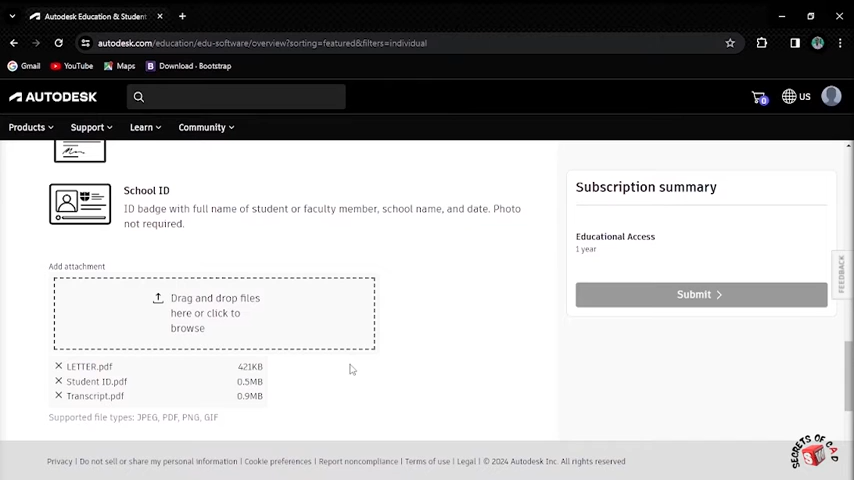 Autodesk Education & Student
autodesk.com/education/edu-software/overview?sorting=featured&filters=individual
Gmail YouTube Maps Download - Bootstrap
AUTODESK
0 US
Products Support Learn Community
School ID
ID badge with full name of student or faculty member, school name, and date. Photo
not required.
Add attachment
Drag and drop files
here or click to
browse
LETTER.pdf 421KB
Student ID.pdf 0.5MB
Transcript.pdf 0.9MB
Supported file types: JPEG, PDF, PNG, GIF
Subscription summary
Educational Access
1 year
Submit
FEEDBACK
Privacy | Do not sell or share my personal information | Cookie preferences | Report noncompliance | Terms of use | Legal | © 2024 Autodesk Inc. All rights reserved
SECRETS OF CAD